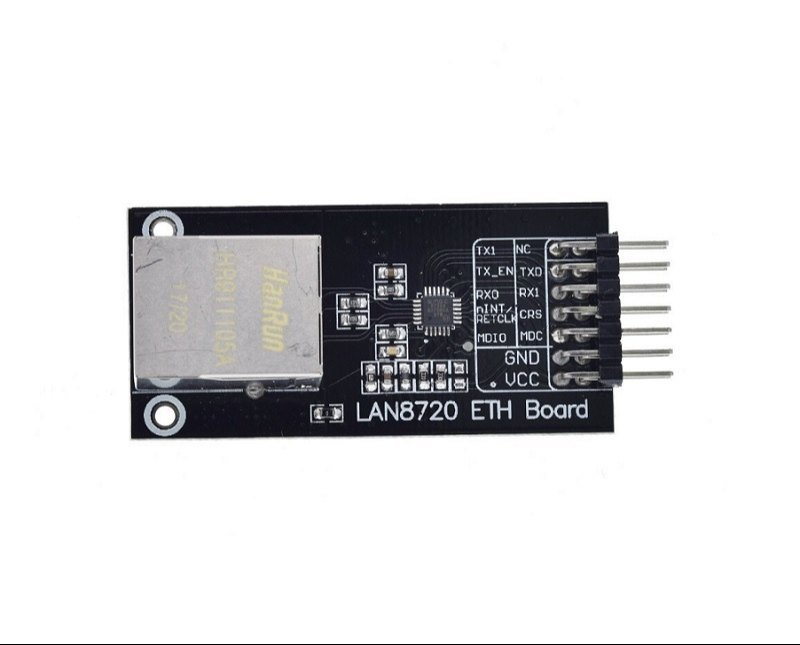 HanRun
HR911105A
17/20
TX1 NC
TX_EN TXD
RX0 RX1
nINT/
RETCLK CRS
MDIO MDC
GND
VCC
LAN8720 ETH Board